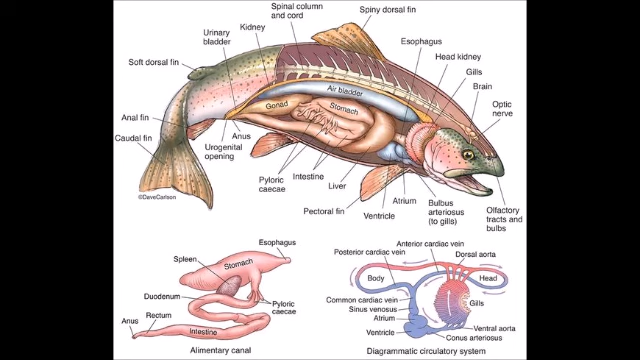 Spinal column
and cord
Spiny dorsal fin
Kidney
Urinary
bladder
Esophagus
Head kidney
Soft dorsal fin
Gills
Brain
Air bladder
Optic
nerve
Gonad
Stomach
Anal fin
Caudal fin
Anus
Urogenital
opening
Pyloric
caecae
Intestine
Liver
Pectoral fin
Ventricle
Atrium
Bulbus
arteriosus
(to gills)
Olfactory
tracts and
bulbs
©DaveCarlson
Esophagus
Spleen
Stomach
Duodenum
Pyloric
caecae
Rectum
Anus
Intestine
Alimentary canal
Anterior cardiac vein
Posterior cardiac vein
Dorsal aorta
Body
Head
Common cardiac vein
Sinus venosus
Gills
Atrium
Ventricle
Ventral aorta
Conus arteriosus
Diagrammatic circulatory system